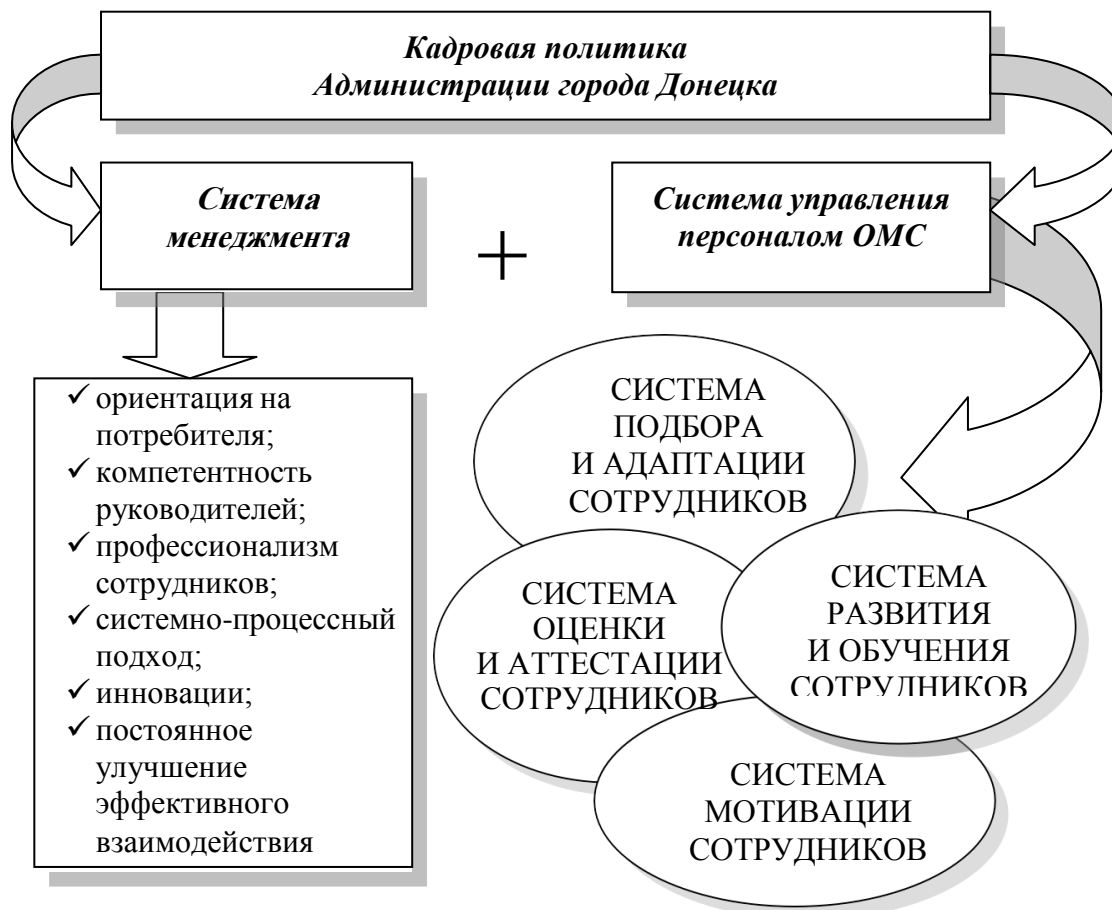 Кадровая политика
Администрации города Донецка
Система
менеджмента
+
Система управления
персоналом ОМС
✓ ориентация на
потребителя;
✓ компетентность
руководителей;
✓ профессионализм
сотрудников;
✓ системно-процессный
подход;
✓ инновации;
✓ постоянное
улучшение
эффективного
взаимодействия
СИСТЕМА
ПОДБОРА
И АДАПТАЦИИ
СОТРУДНИКОВ
СИСТЕМА
ОЦЕНКИ
И АТТЕСТАЦИИ
СОТРУДНИКОВ
СИСТЕМА
РАЗВИТИЯ
И ОБУЧЕНИЯ
СОТРУДНИКОВ
СИСТЕМА
МОТИВАЦИИ
СОТРУДНИКОВ